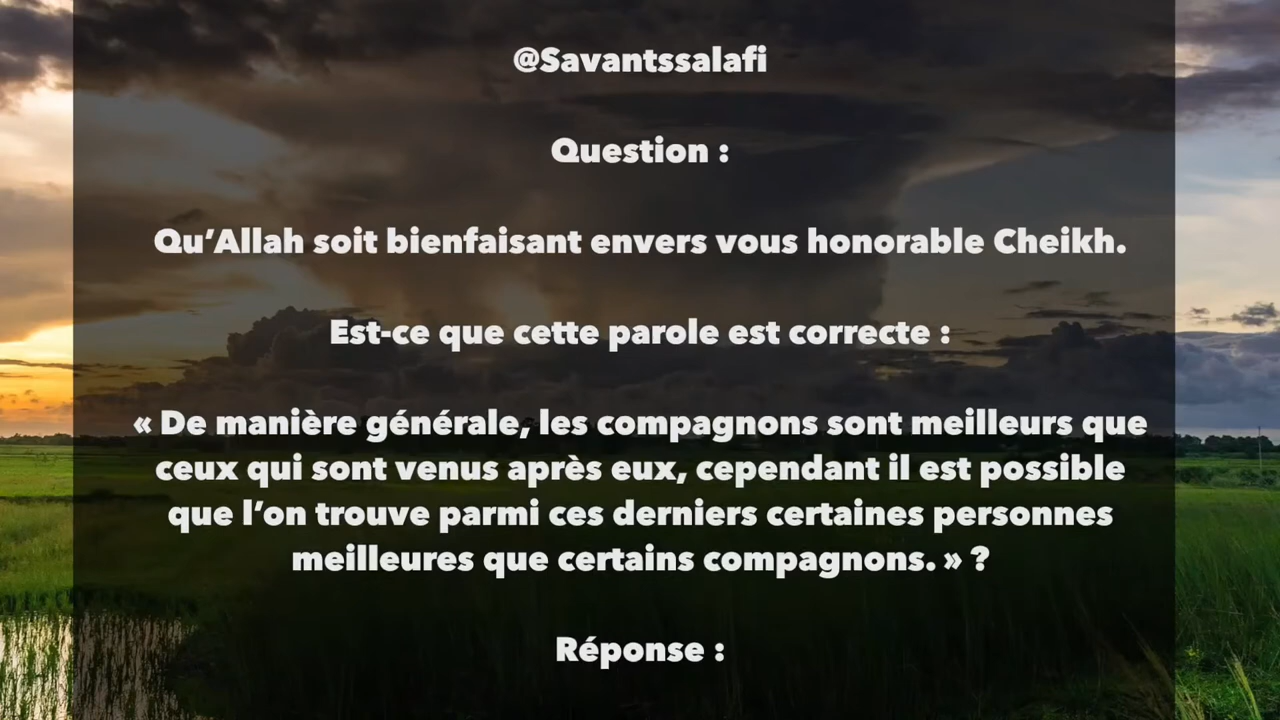 @Savantssalafi
Question :
Qu’Allah soit bienfaisant envers vous honorable Cheikh.
Est-ce que cette parole est correcte :
« De manière générale, les compagnons sont meilleurs que
ceux qui sont venus après eux, cependant il est possible
que l’on trouve parmi ces derniers certaines personnes
meilleures que certains compagnons. » ?
Réponse :